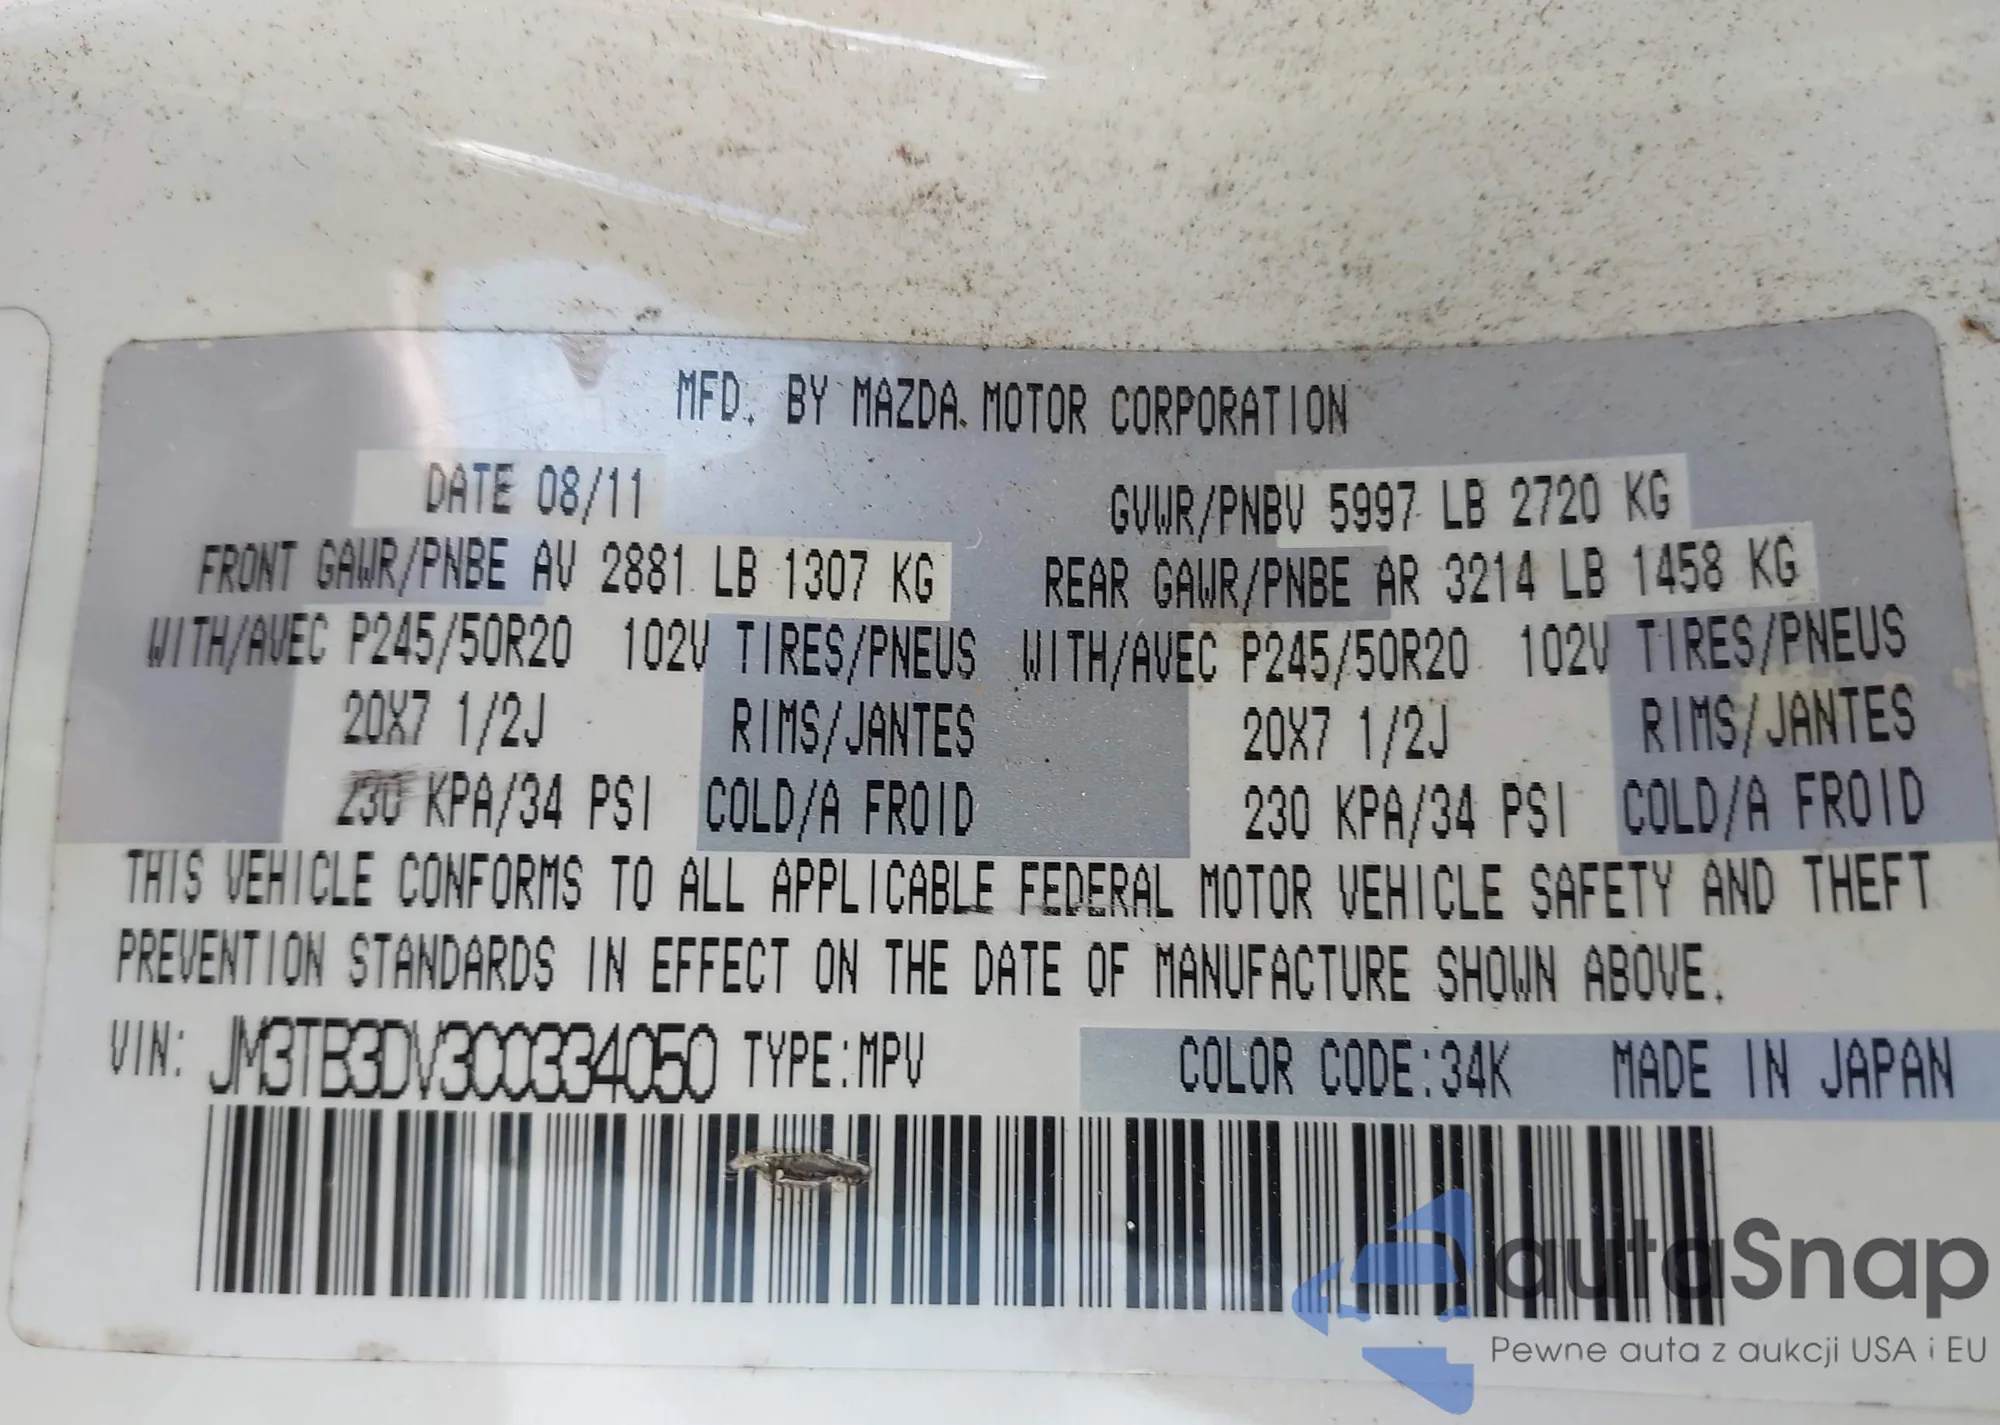 MFD. BY MAZDA MOTOR CORPORATION
DATE 08/11 GVWR/PNBV 5997 LB 2720 KG
FRONT GAWR/PNBE AV 2881 LB 1307 KG REAR GAWR/PNBE AR 3214 LB 1458 KG
WITH/AVEC P245/50R20 102V TIRES/PNEUS WITH/AVEC P245/50R20 102V TIRES/PNEUS
20X7 1/2J RIMS/JANTES 20X7 1/2J RIMS/JANTES
230 KPA/34 PSI COLD/A FROID 230 KPA/34 PSI COLD/A FROID
THIS VEHICLE CONFORMS TO ALL APPLICABLE FEDERAL MOTOR VEHICLE SAFETY AND THEFT
PREVENTION STANDARDS IN EFFECT ON THE DATE OF MANUFACTURE SHOWN ABOVE.
VIN: JM3TB3DV3C0334050 TYPE:MPV COLOR CODE:34K MADE IN JAPAN
autaSnap
Pewne auta z aukcji USA i EU